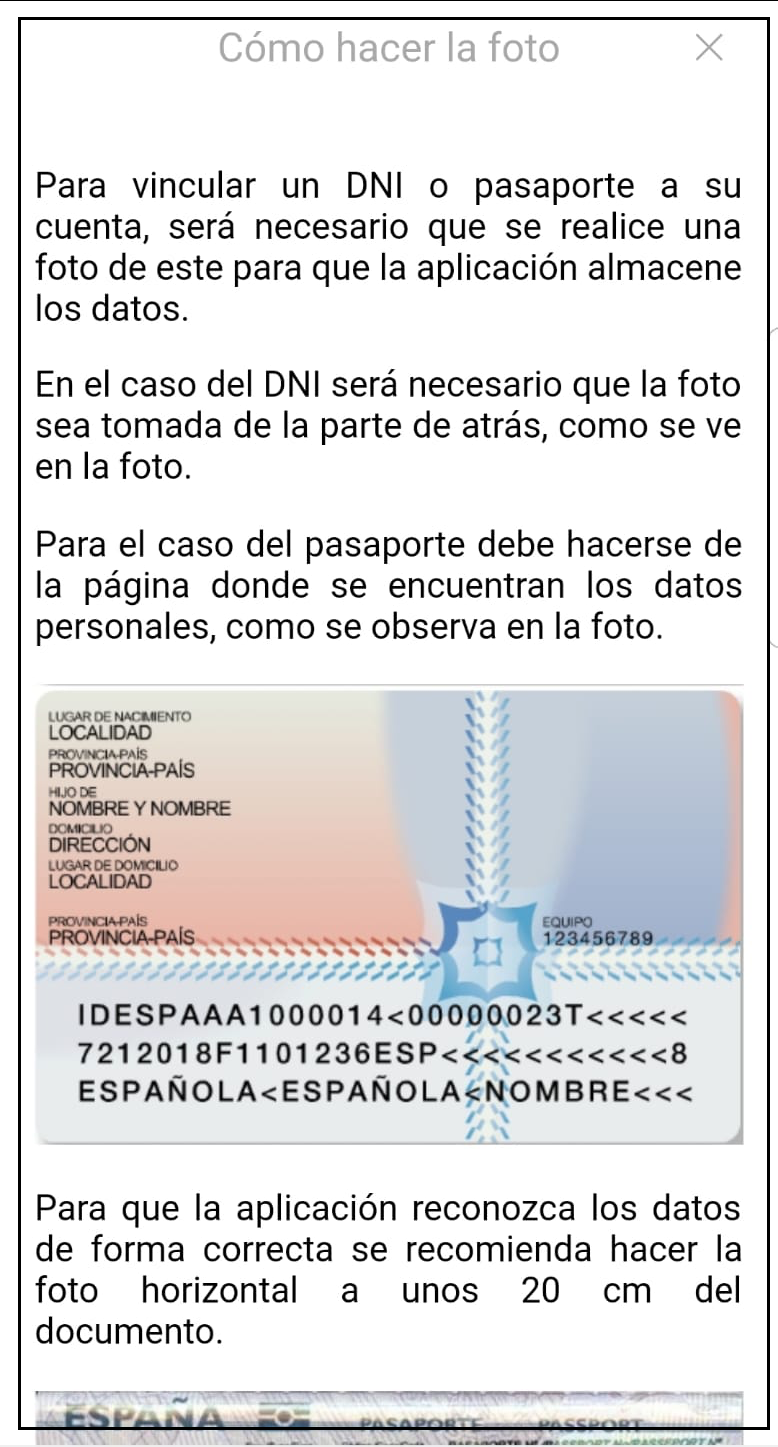 Cómo hacer la foto
Para vincular un DNI o pasaporte a su
cuenta, será necesario que se realice una
foto de este para que la aplicación almacene
los datos.
En el caso del DNI será necesario que la foto
sea tomada de la parte de atrás, como se ve
en la foto.
Para el caso del pasaporte debe hacerse de
la página donde se encuentran los datos
personales, como se observa en la foto.
LUGAR DE NACIMIENTO
LOCALIDAD
PROVINCIA-PAÍS
PROVINCIA-PAÍS
HIJO DE
NOMBRE Y NOMBRE
DOMICILIO
DIRECCIÓN
LUGAR DE DOMICILIO
LOCALIDAD
PROVINCIA-PAÍS
PROVINCIA-PAÍS
EQUIPO
123456789
IDESPAAA1000014<00000023T<<<<<
7212018F1101236ESP<<<<<<<<<<<8
ESPAÑOLA<ESPAÑOLA<NOMBRE<<<
Para que la aplicación reconozca los datos
de forma correcta se recomienda hacer la
foto horizontal a unos 20 cm del
documento.
ESPAÑA PASAPORTE PASSPORT